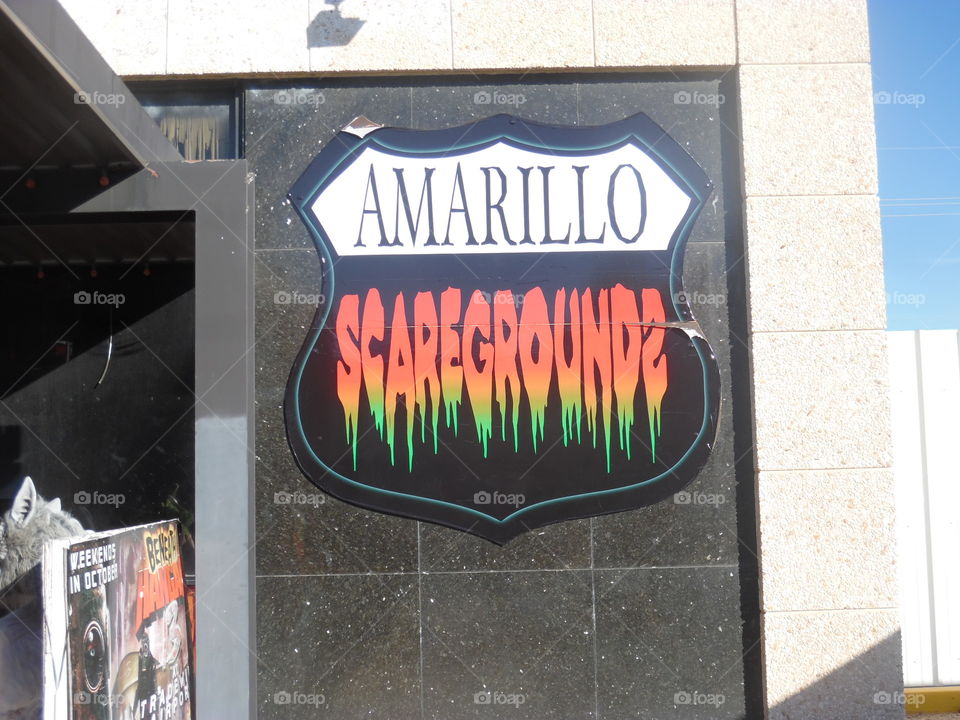 AMARILLO
SCAREGROUNDZ
WEEKENDS
IN OCTOBER